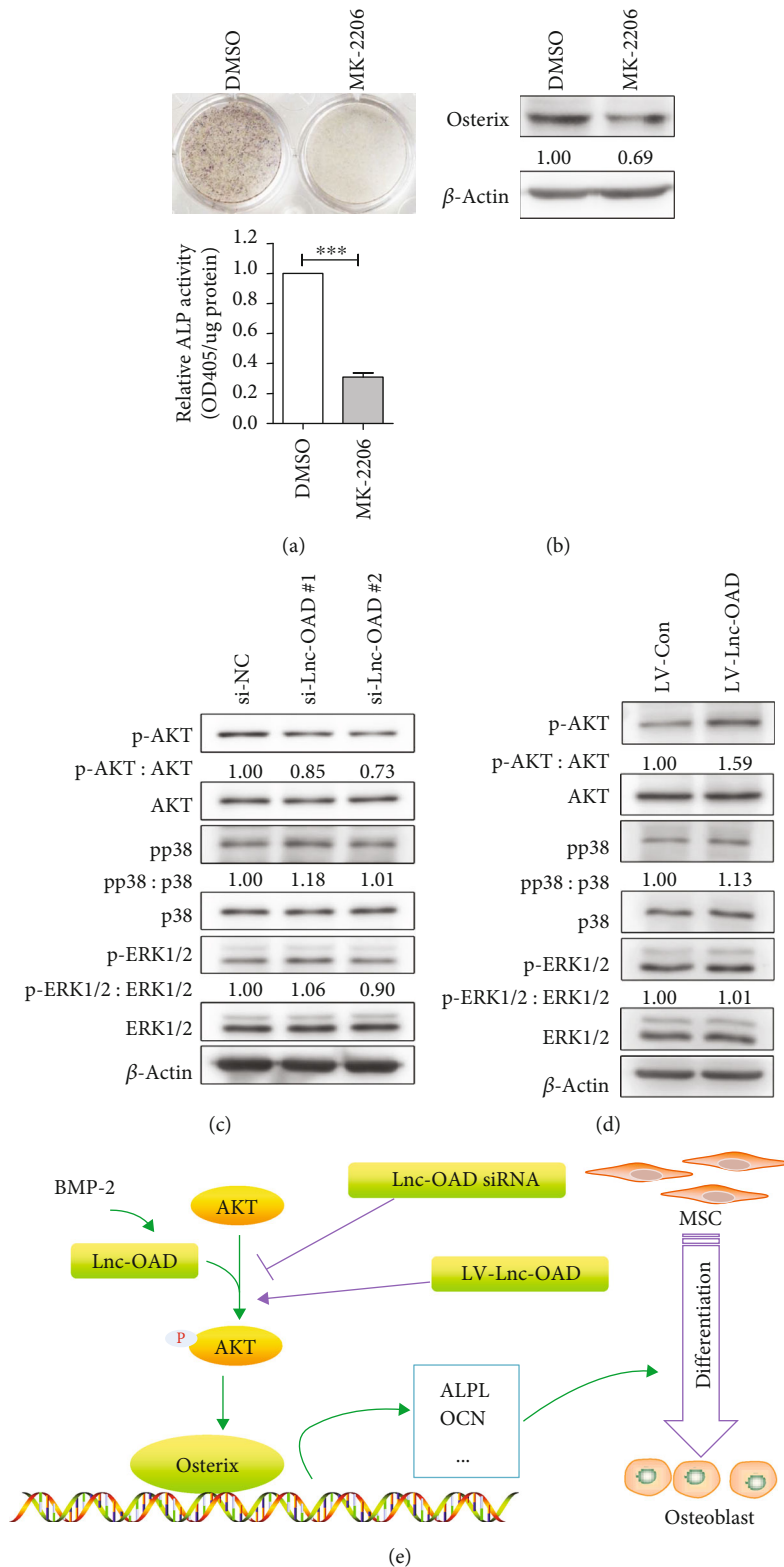 DMSO
MK-2206
1.2
1.0
0.8
0.6
0.4
0.2
0.0
Relative ALP activity
(OD405/ug protein)
***
DMSO
MK-2206
(a)
DMSO
MK-2206
Osterix
1.00 0.69
β-Actin
(b)
si-NC
si-Lnc-OAD #1
si-Lnc-OAD #2
p-AKT
p-AKT : AKT 1.00 0.85 0.73
AKT
pp38
pp38 : p38 1.00 1.18 1.01
p38
p-ERK1/2
p-ERK1/2 : ERK1/2 1.00 1.06 0.90
ERK1/2
β-Actin
(c)
LV-Con
LV-Lnc-OAD
p-AKT
p-AKT : AKT 1.00 1.59
AKT
pp38
pp38 : p38 1.00 1.13
p38
p-ERK1/2
p-ERK1/2 : ERK1/2 1.00 1.01
ERK1/2
β-Actin
(d)
BMP-2
AKT
Lnc-OAD siRNA
Lnc-OAD
LV-Lnc-OAD
P
AKT
Osterix
ALPL
OCN
...
MSC
Differentiation
Osteoblast
(e)